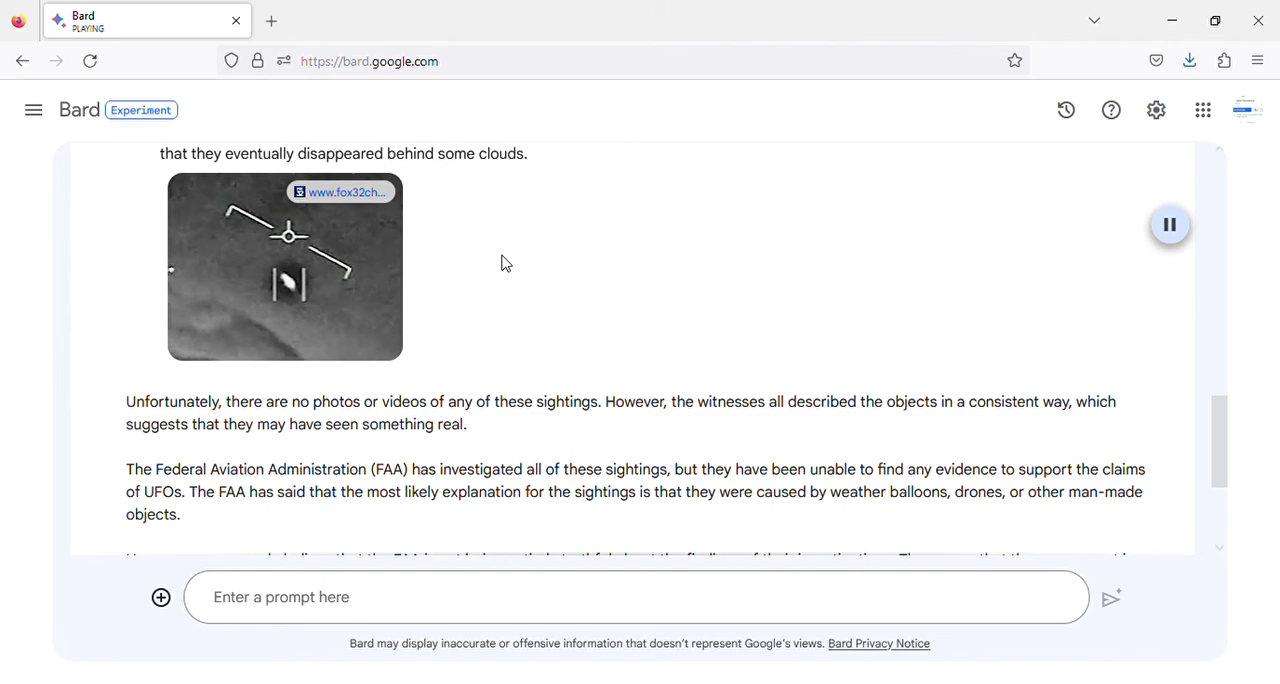 Bard
PLAYING
https://bard.google.com
Bard Experiment
that they eventually disappeared behind some clouds.
www.fox32ch...
Unfortunately, there are no photos or videos of any of these sightings. However, the witnesses all described the objects in a consistent way, which
suggests that they may have seen something real.
The Federal Aviation Administration (FAA) has investigated all of these sightings, but they have been unable to find any evidence to support the claims
of UFOs. The FAA has said that the most likely explanation for the sightings is that they were caused by weather balloons, drones, or other man-made
objects.
Enter a prompt here
Bard may display inaccurate or offensive information that doesn't represent Google's views. Bard Privacy Notice